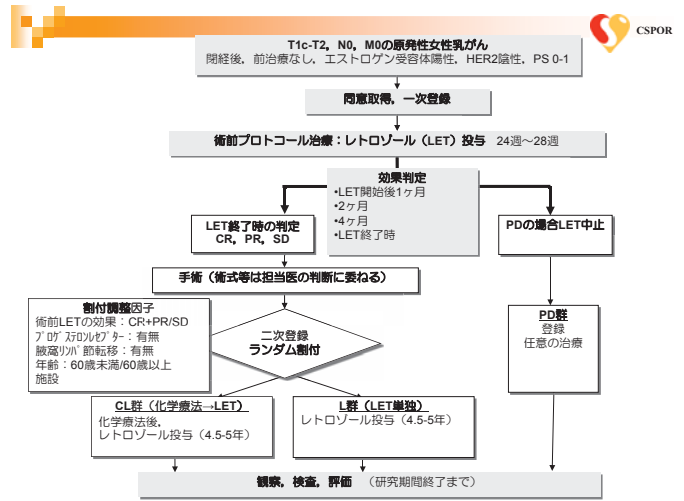 CSPOR
T1c-T2，N0，M0の原発性女性乳がん
閉経後，前治療なし，エストロゲン受容体陽性，HER2陰性，PS 0-1
同意取得，一次登録
術前プロトコール治療：レトロゾール（LET）投与 24週～28週
効果判定
•LET開始後1ヶ月
•2ヶ月
•4ヶ月
•LET終了時
LET終了時の判定
CR，PR，SD
PDの場合LET中止
手術（術式等は担当医の判断に委ねる）
割付調整因子
術前LETの効果：CR+PR/SD
ﾌﾟﾛｹﾞｽﾃﾛﾝﾚｾﾌﾟﾀｰ：有無
腋窩ﾘﾝﾊﾟ節転移：有無
年齢：60歳未満/60歳以上
施設
二次登録
ランダム割付
PD群
登録
任意の治療
CL群（化学療法→LET）
化学療法後，
レトロゾール投与（4.5-5年）
L群（LET単独）
レトロゾール投与（4.5-5年）
観察，検査，評価 （研究期間終了まで）